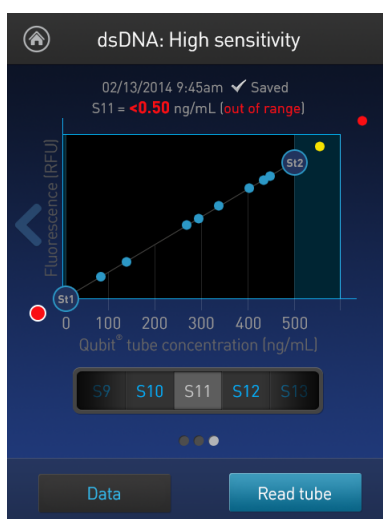 dsDNA: High sensitivity
02/13/2014 9:45am ✓ Saved
S11 = <0.50 ng/mL (out of range)
Fluorescence (RFU)
St2
St1
0 100 200 300 400 500
Qubit® tube concentration (ng/mL)
S9 S10 S11 S12 S13
Data Read tube